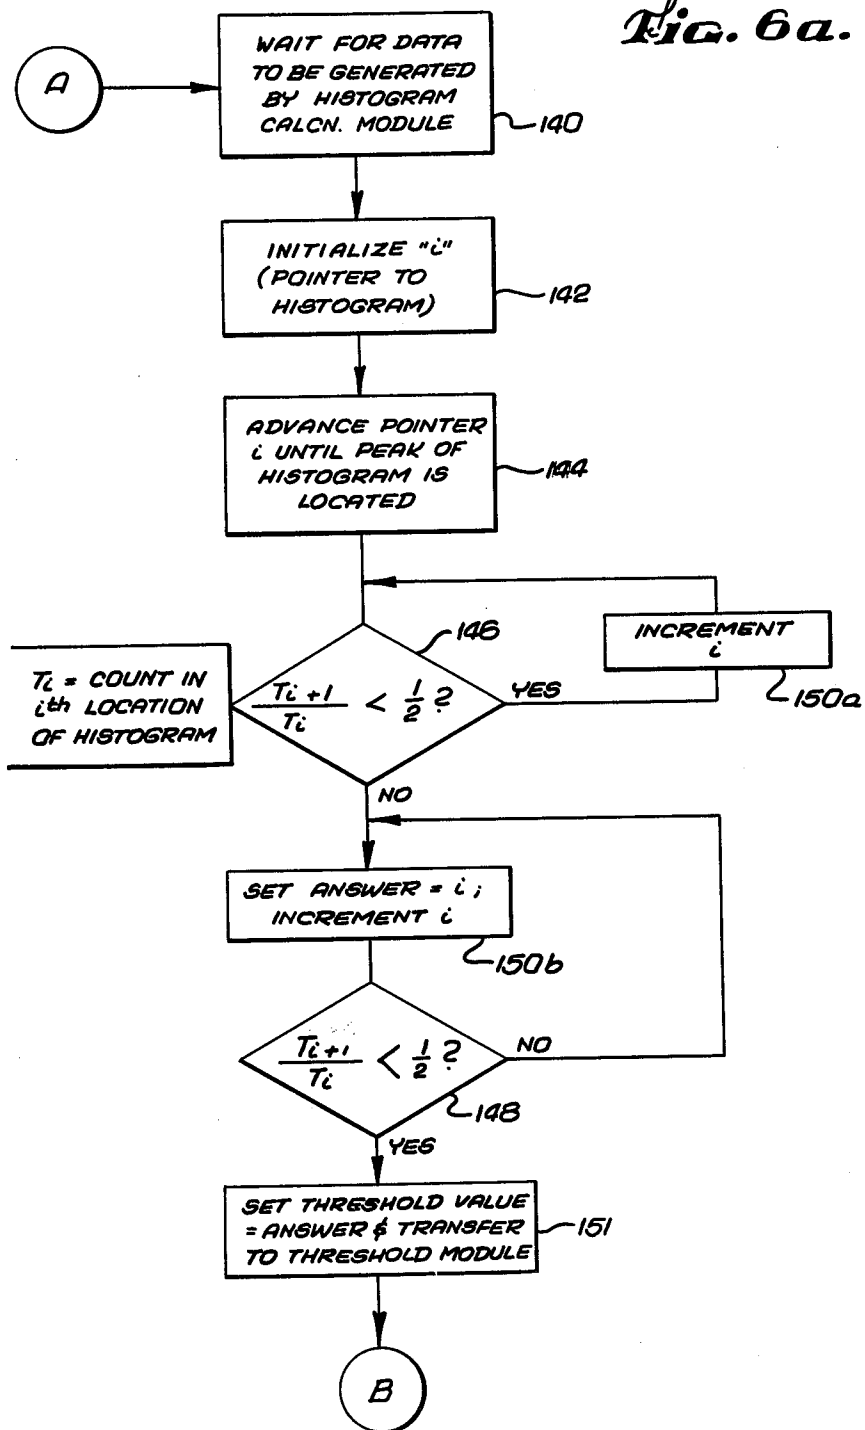 Fig. 6a.
A
WAIT FOR DATA
TO BE GENERATED
BY HISTOGRAM
CALCN. MODULE
140
INITIALIZE "i"
(POINTER TO
HISTOGRAM)
142
ADVANCE POINTER
i UNTIL PEAK OF
HISTOGRAM IS
LOCATED
144
146
INCREMENT
i
150a
Ti = COUNT IN
ith LOCATION
OF HISTOGRAM
Ti+1/Ti < 1/2 ?
YES
NO
SET ANSWER = i;
INCREMENT i
150b
Ti+1/Ti < 1/2 ?
NO
148
YES
SET THRESHOLD VALUE
= ANSWER & TRANSFER
TO THRESHOLD MODULE
151
B